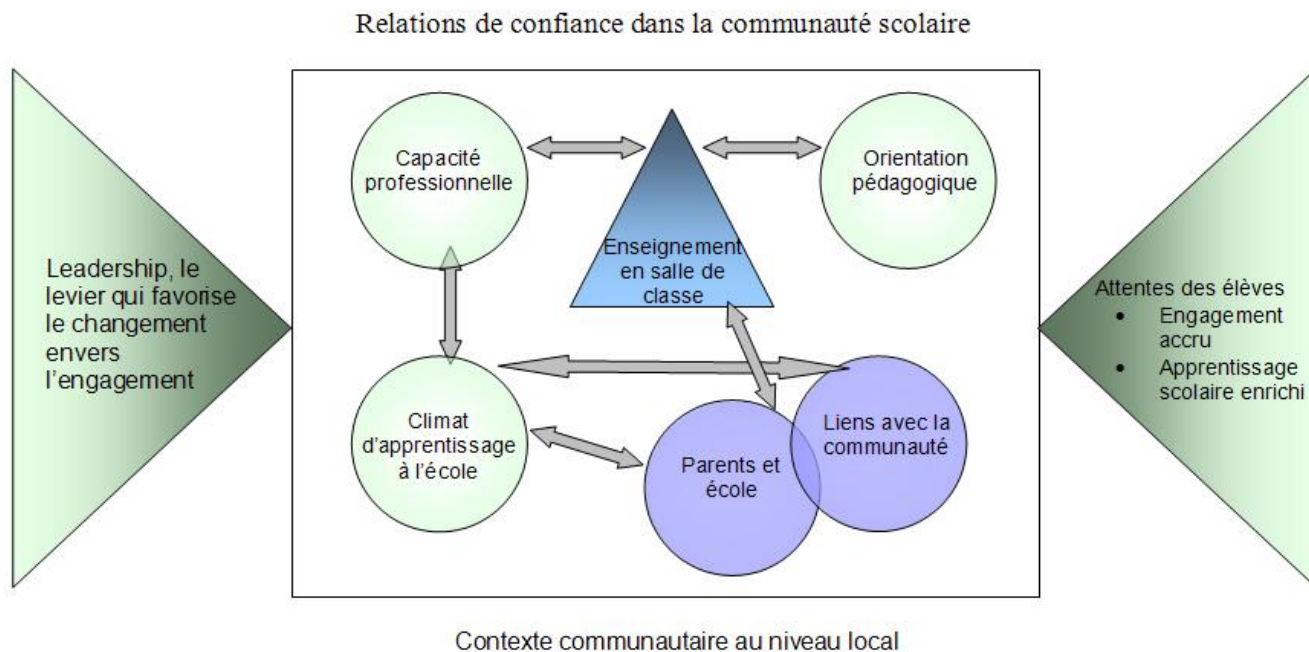 Relations de confiance dans la communauté scolaire
Capacité
professionnelle
Orientation
pédagogique
Enseignement
en salle de
classe
Leadership, le
levier qui favorise
le changement
envers
l'engagement
Attentes des élèves
• Engagement
accru
• Apprentissage
scolaire enrichi
Climat
d'apprentissage
à l'école
Parents et
école
Liens avec la
communauté
Contexte communautaire au niveau local